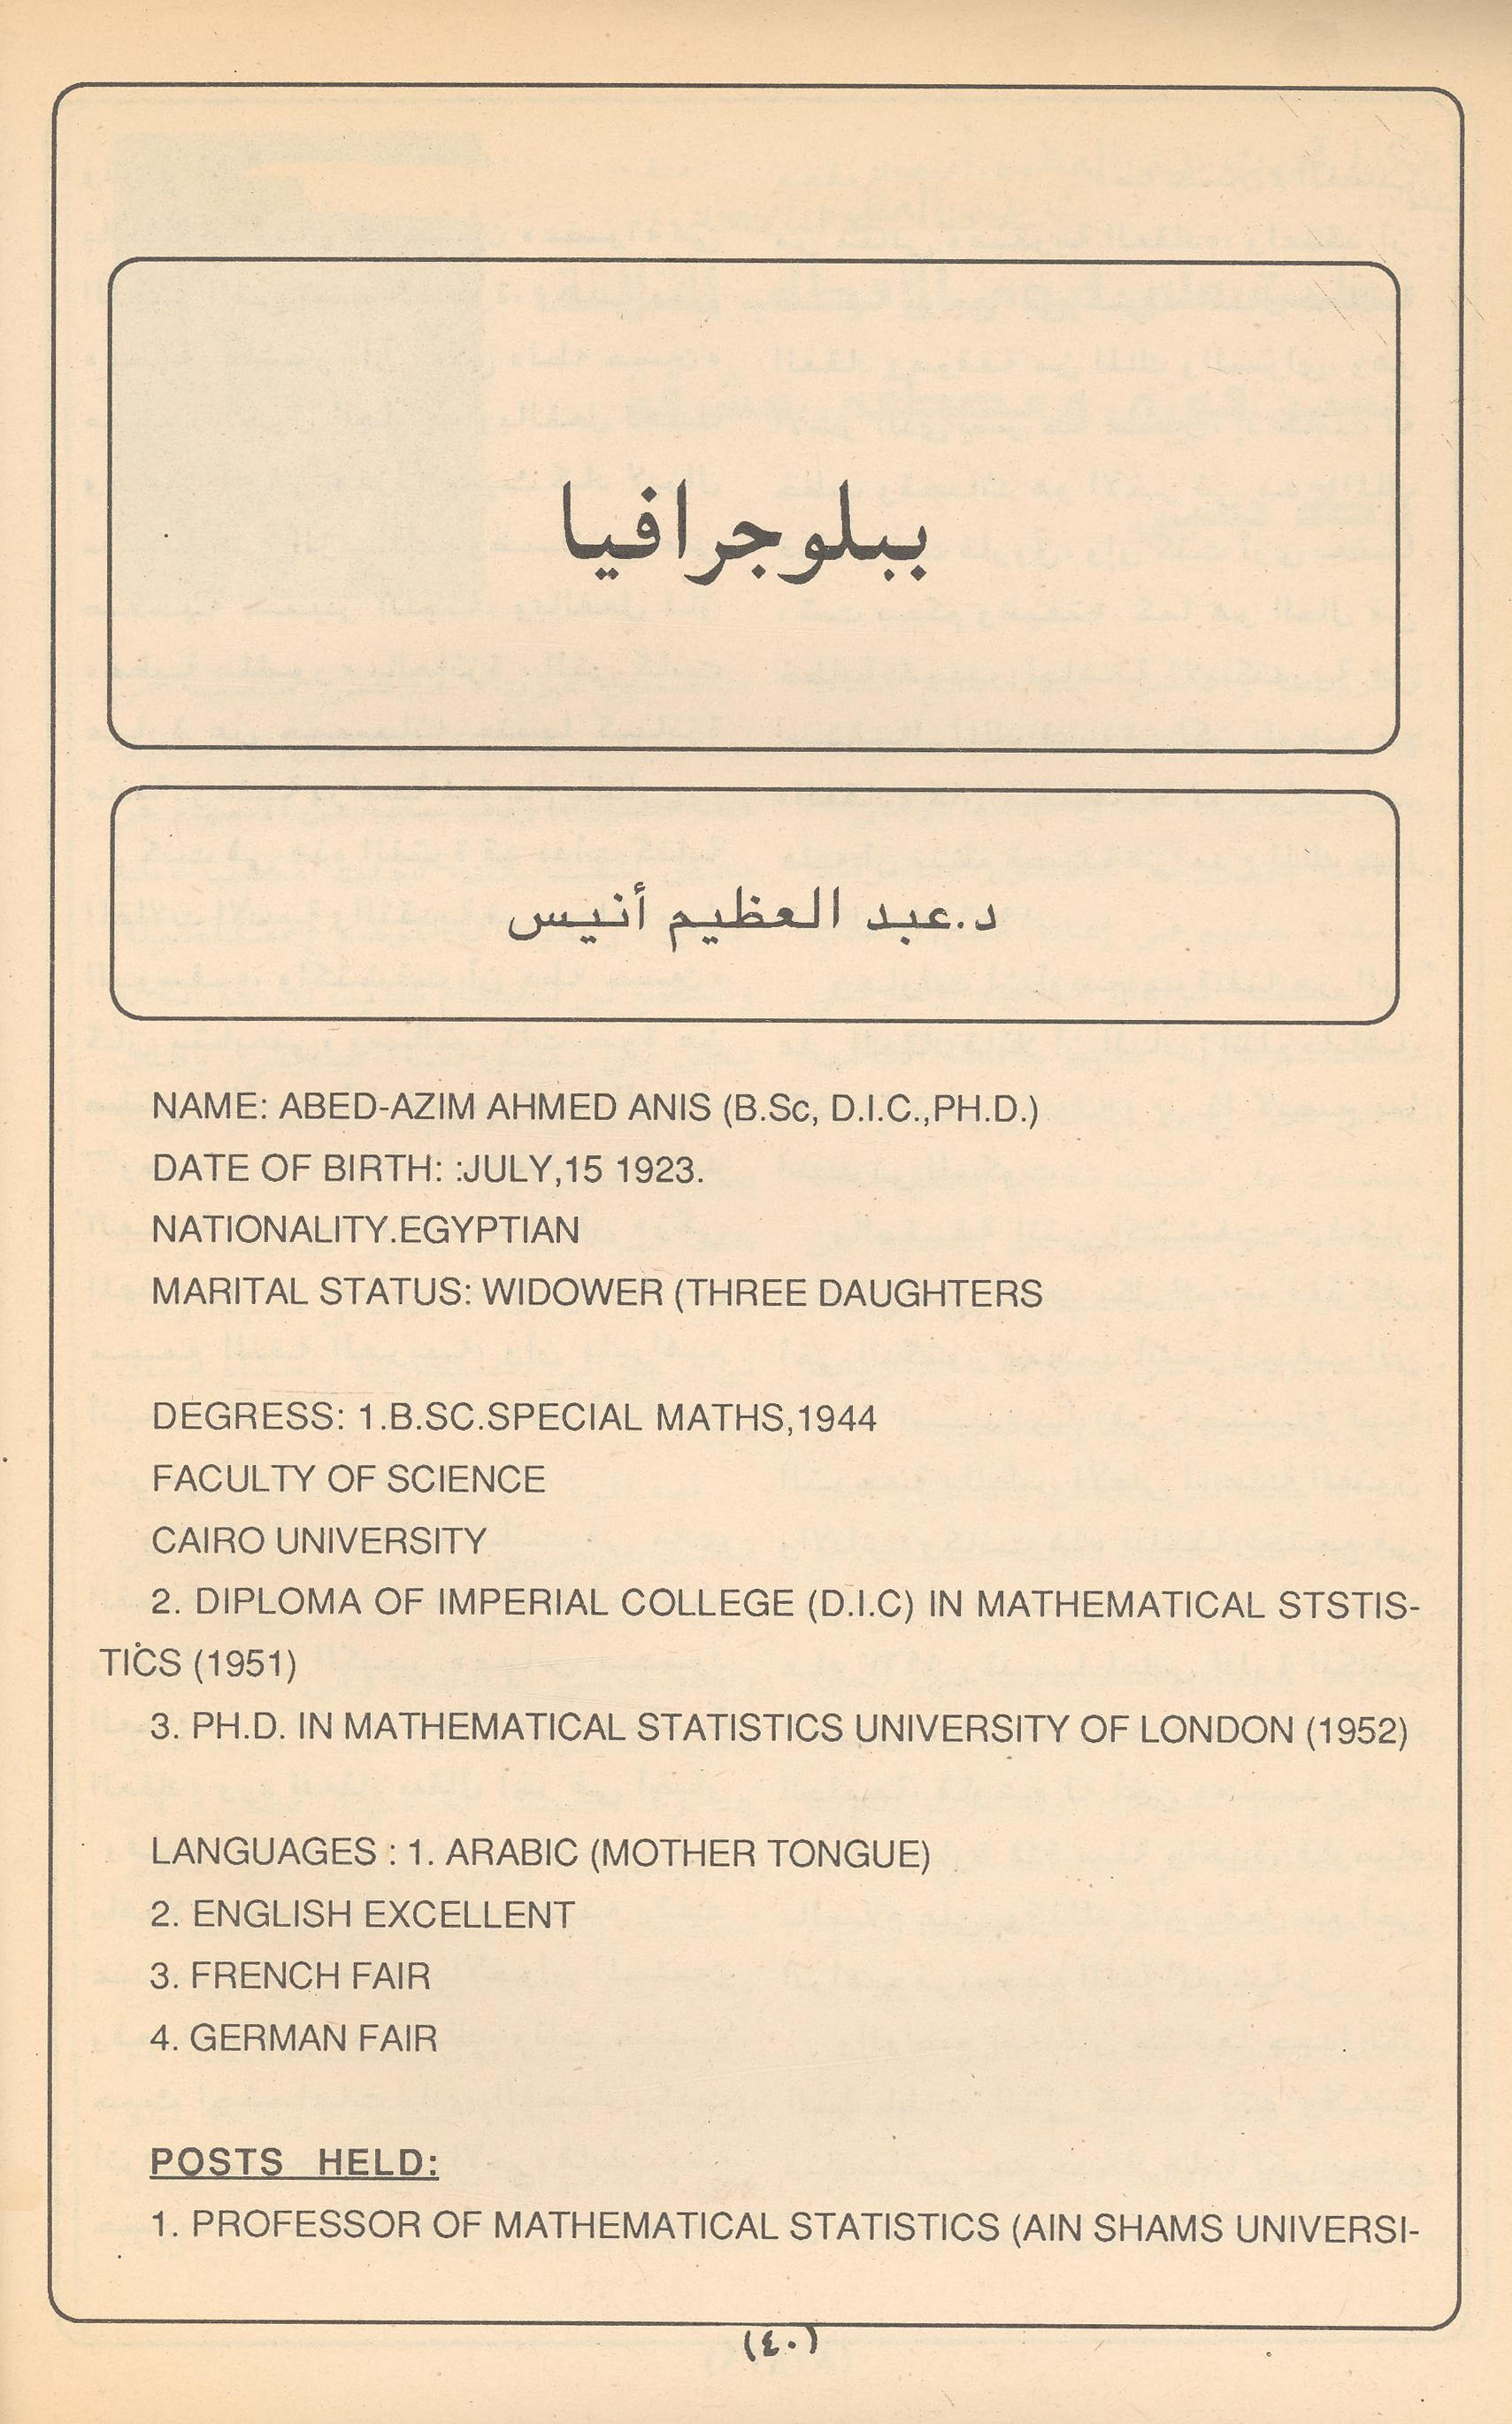 ببلوجرافيا
د.عبد العظيم أنيس
NAME: ABED-AZIM AHMED ANIS (B.Sc, D.I.C.,PH.D.)
DATE OF BIRTH: :JULY,15 1923.
NATIONALITY.EGYPTIAN
MARITAL STATUS: WIDOWER (THREE DAUGHTERS
DEGRESS: 1.B.SC.SPECIAL MATHS,1944
FACULTY OF SCIENCE
CAIRO UNIVERSITY
2. DIPLOMA OF IMPERIAL COLLEGE (D.I.C) IN MATHEMATICAL STSTIS-
TICS (1951)
3. PH.D. IN MATHEMATICAL STATISTICS UNIVERSITY OF LONDON (1952)
LANGUAGES : 1. ARABIC (MOTHER TONGUE)
2. ENGLISH EXCELLENT
3. FRENCH FAIR
4. GERMAN FAIR
POSTS HELD:
1. PROFESSOR OF MATHEMATICAL STATISTICS (AIN SHAMS UNIVERSI-
(٤٠)